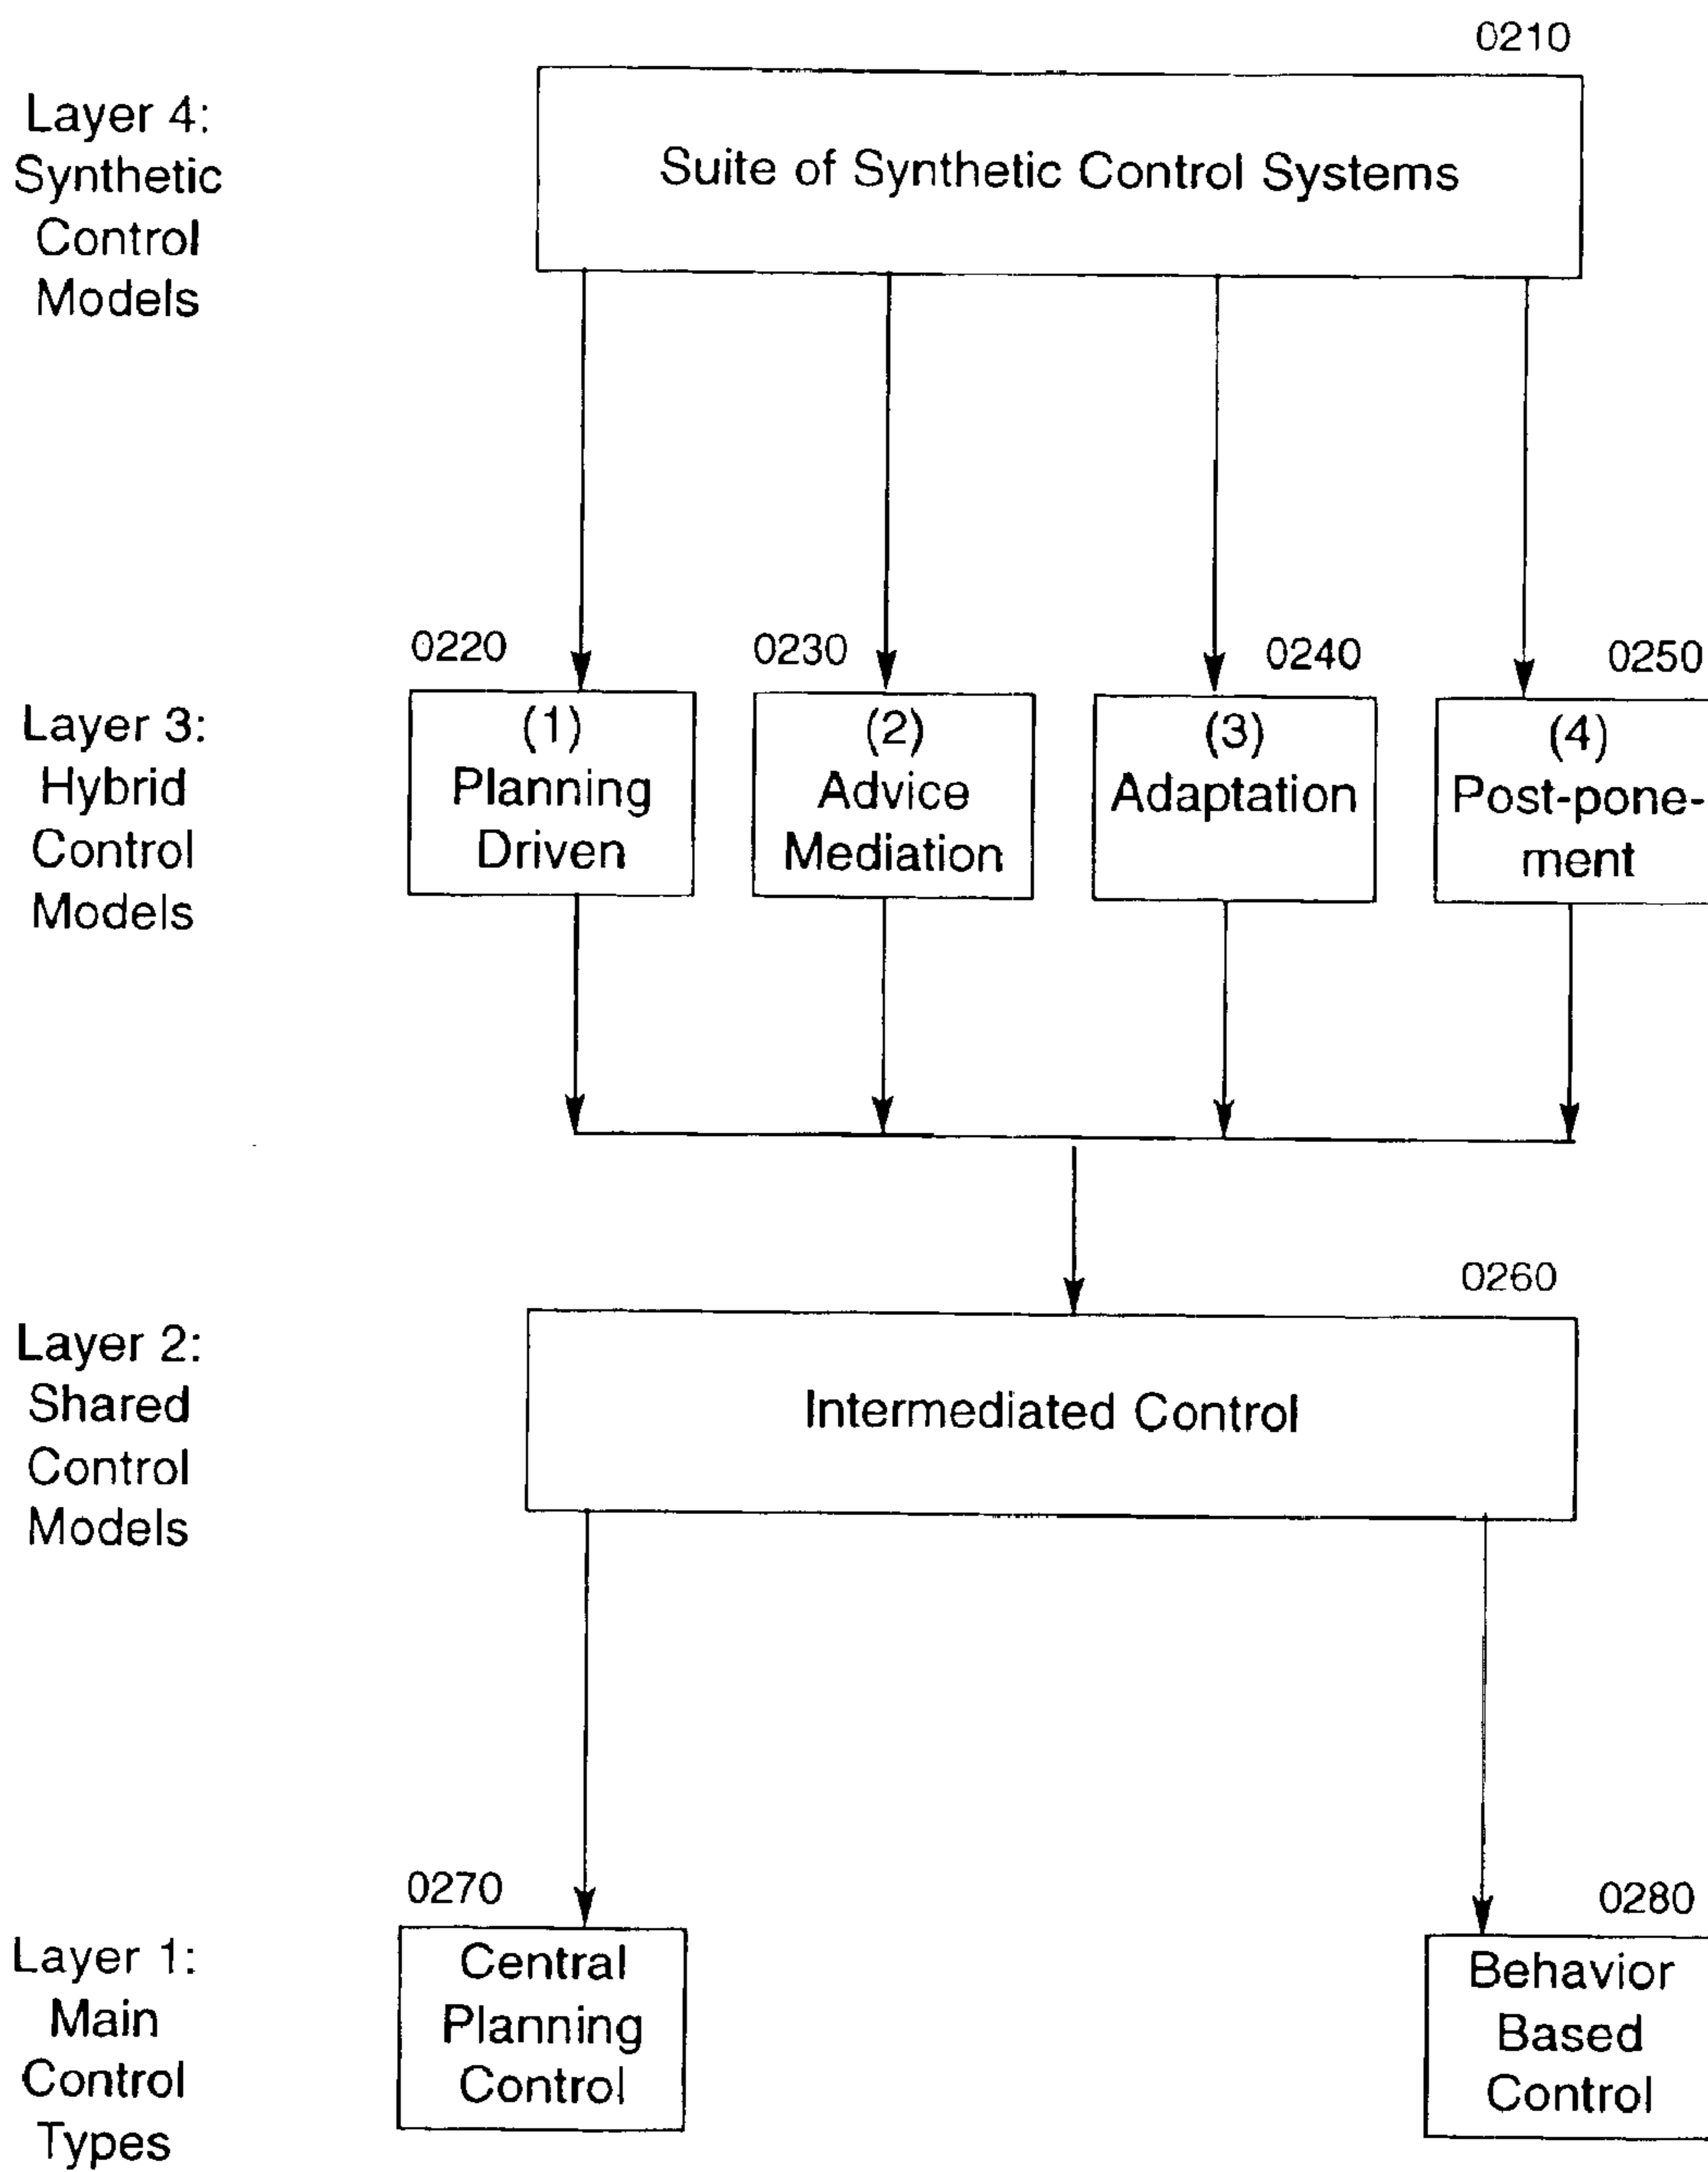 0210
Layer 4:
Synthetic
Control
Models
Suite of Synthetic Control Systems
0220
0230
0240
0250
Layer 3:
Hybrid
Control
Models
(1)
Planning
Driven
(2)
Advice
Mediation
(3)
Adaptation
(4)
Post-pone-
ment
0260
Layer 2:
Shared
Control
Models
Intermediated Control
0270
0280
Layer 1:
Main
Control
Types
Central
Planning
Control
Behavior
Based
Control